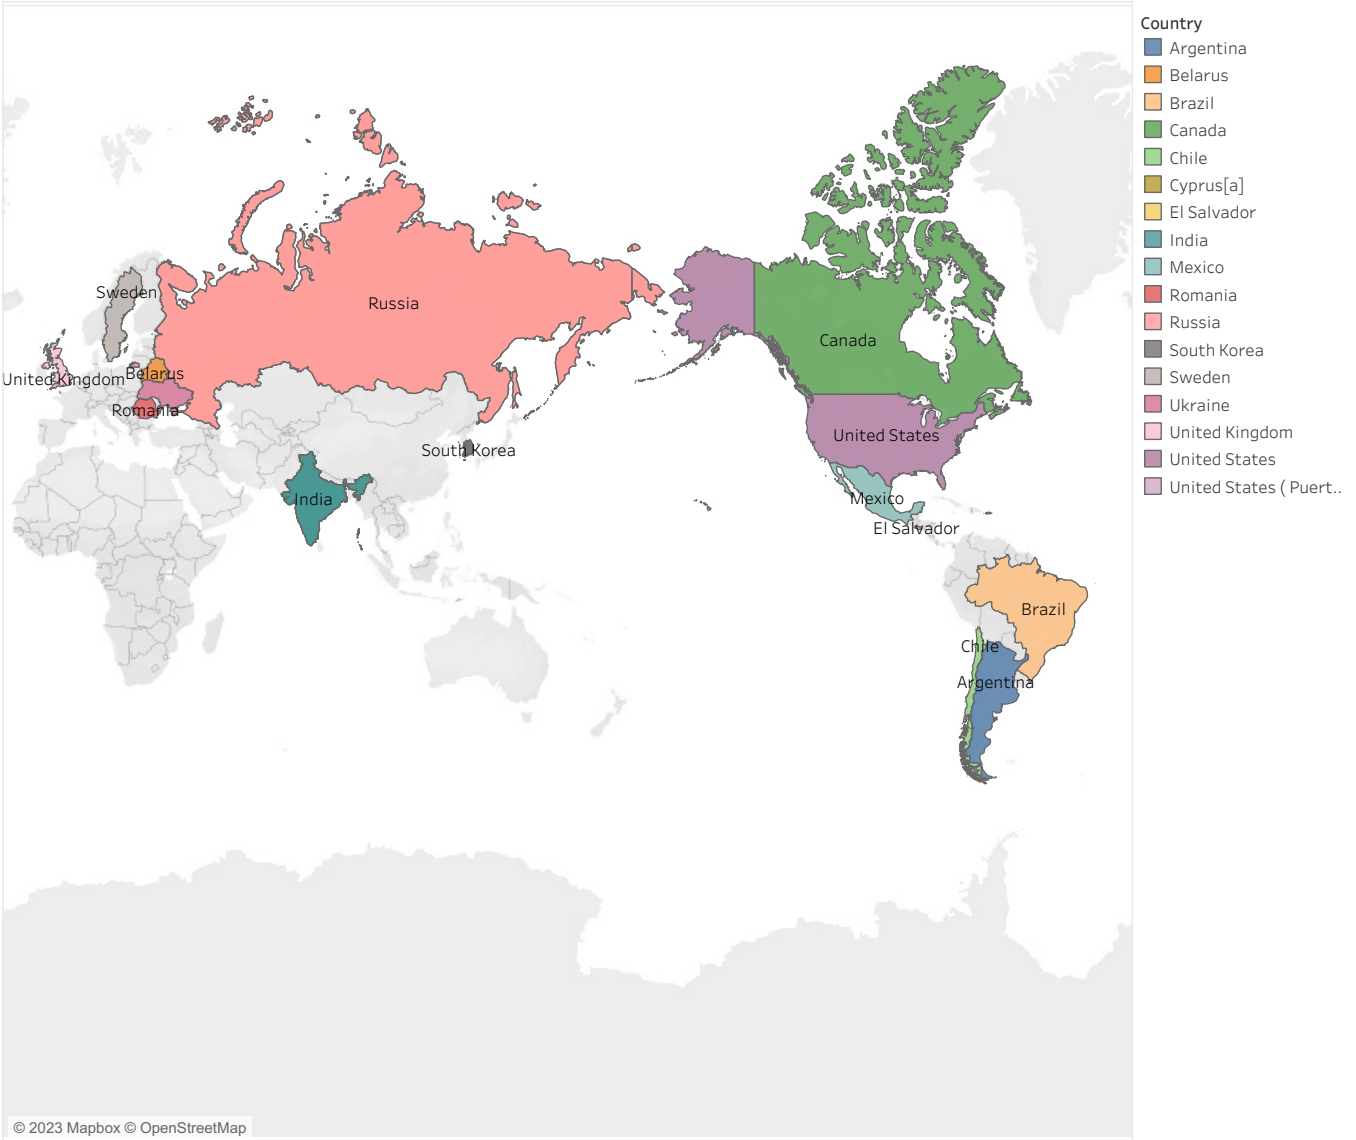 Country
Argentina
Belarus
Brazil
Canada
Chile
Cyprus[a]
El Salvador
India
Mexico
Romania
Russia
South Korea
Sweden
Ukraine
United Kingdom
United States
United States ( Puert..
Sweden
Russia
Canada
United Kingdom
Belarus
Romania
South Korea
United States
India
Mexico
El Salvador
Brazil
Chile
Argentina
© 2023 Mapbox © OpenStreetMap